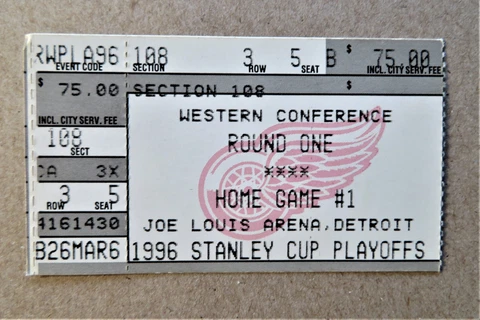 RWPLA96 108 3 5 B $ 75.00
EVENT CODE SECTION ROW SEAT INCL. CITY SERV. FEE
$ 75.00 SECTION 108
INCL. CITY SERV. FEE WESTERN CONFERENCE
108 ROUND ONE
SECT
CA 3X ****
3 5 HOME GAME #1
ROW SEAT
4161430 JOE LOUIS ARENA, DETROIT
B26MAR6 1996 STANLEY CUP PLAYOFFS